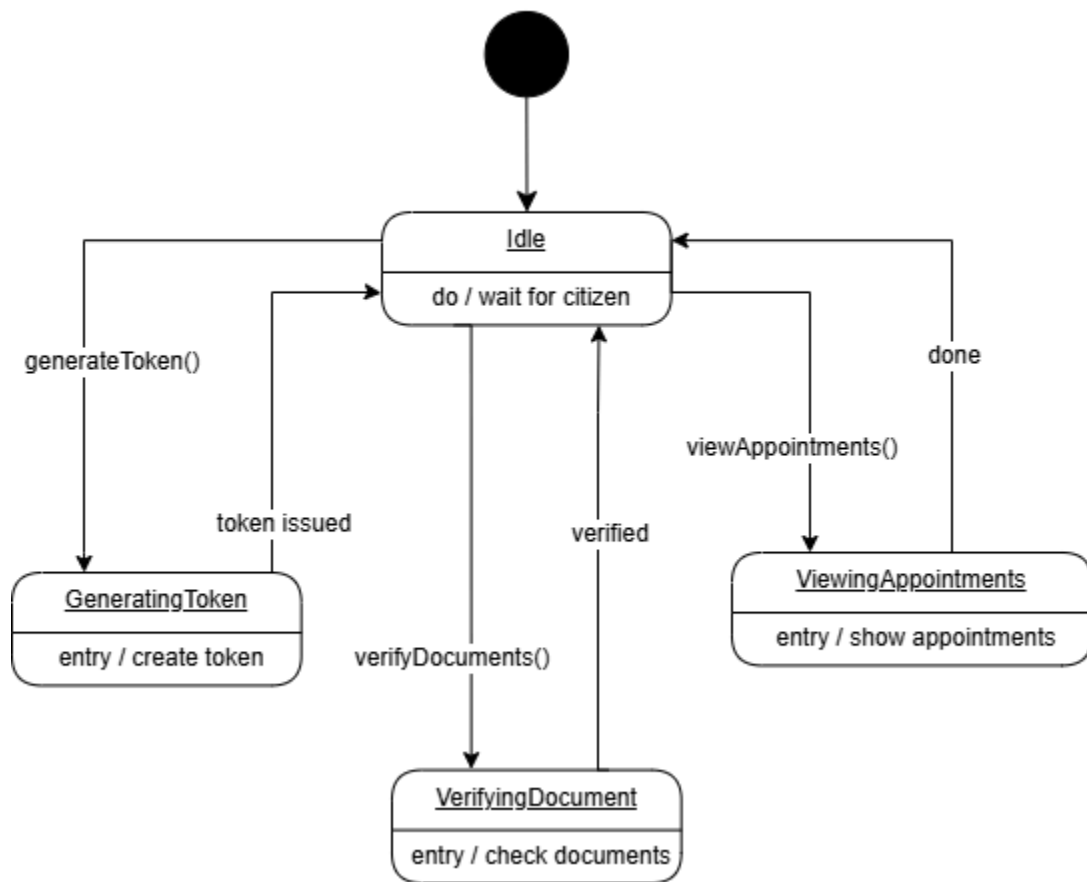 Idle
do / wait for citizen
generateToken()
done
viewAppointments()
token issued
verified
GeneratingToken
entry / create token
ViewingAppointments
entry / show appointments
verifyDocuments()
VerifyingDocument
entry / check documents